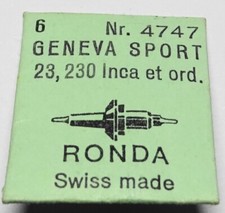 6 Nr. 4747
GENEVA SPORT
23, 230 Inca et ord.
RONDA
Swiss made